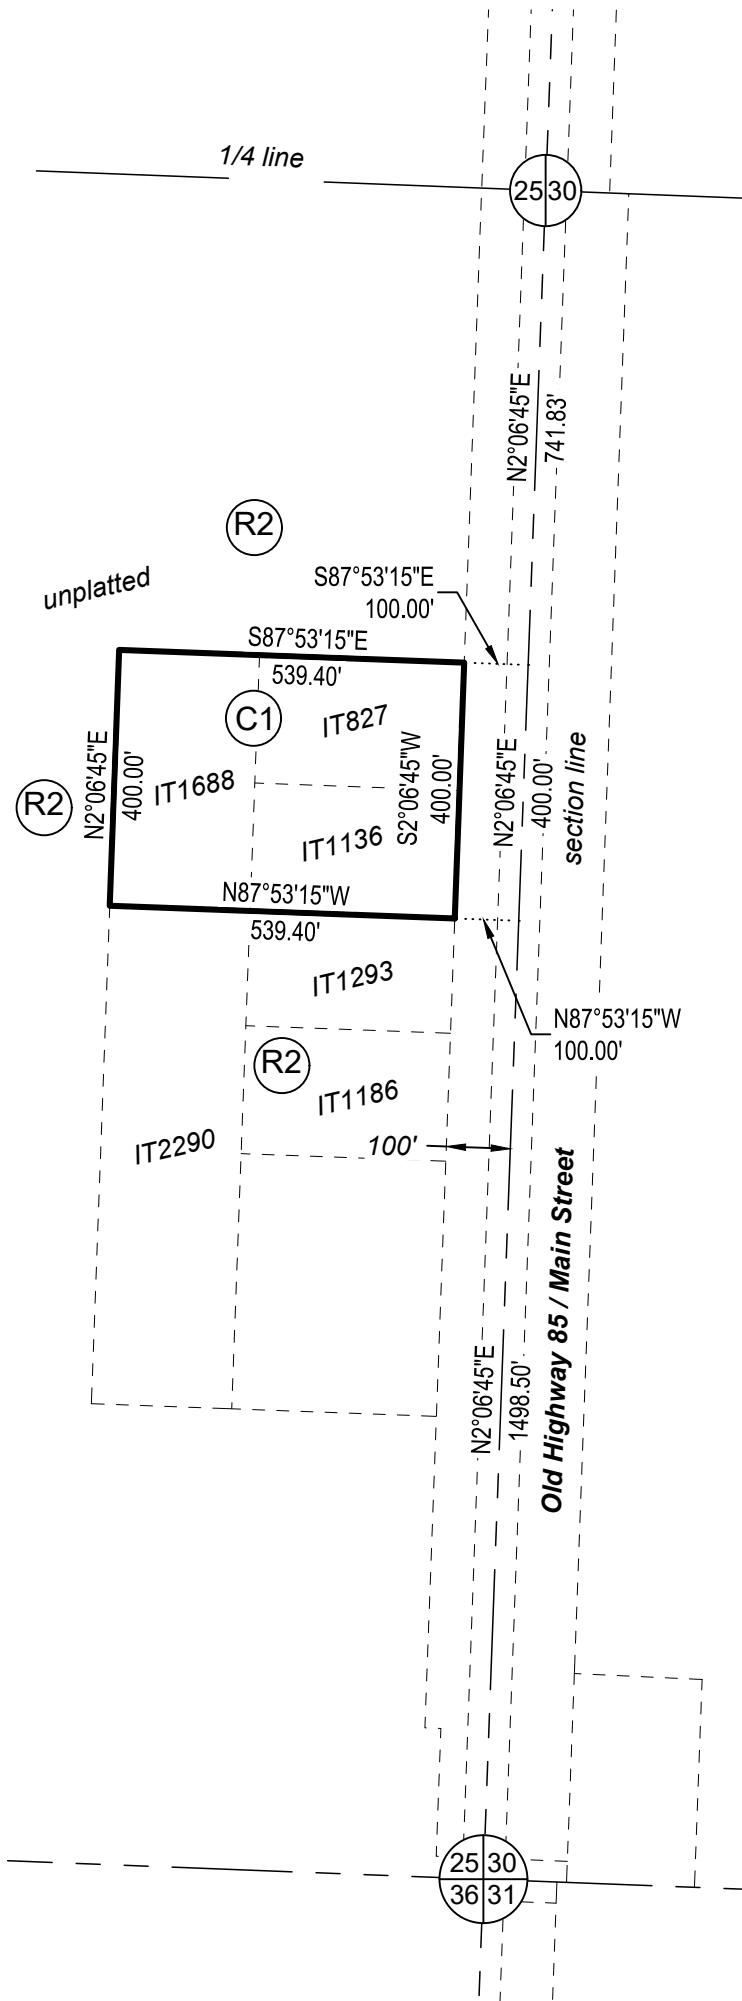 1/4 line
25 30
N2°06'45"E
741.83'
R2
unplatted
S87°53'15"E
100.00'
S87°53'15"E
539.40'
C1
IT827
N2°06'45"E
400.00'
IT1688
S2°06'45"W
400.00'
N2°06'45"E
400.00'
section line
R2
IT1136
N87°53'15"W
539.40'
IT1293
N87°53'15"W
100.00'
R2
IT1186
IT2290
100'
Old Highway 85 / Main Street
N2°06'45"E
1498.50'
25 30
36 31